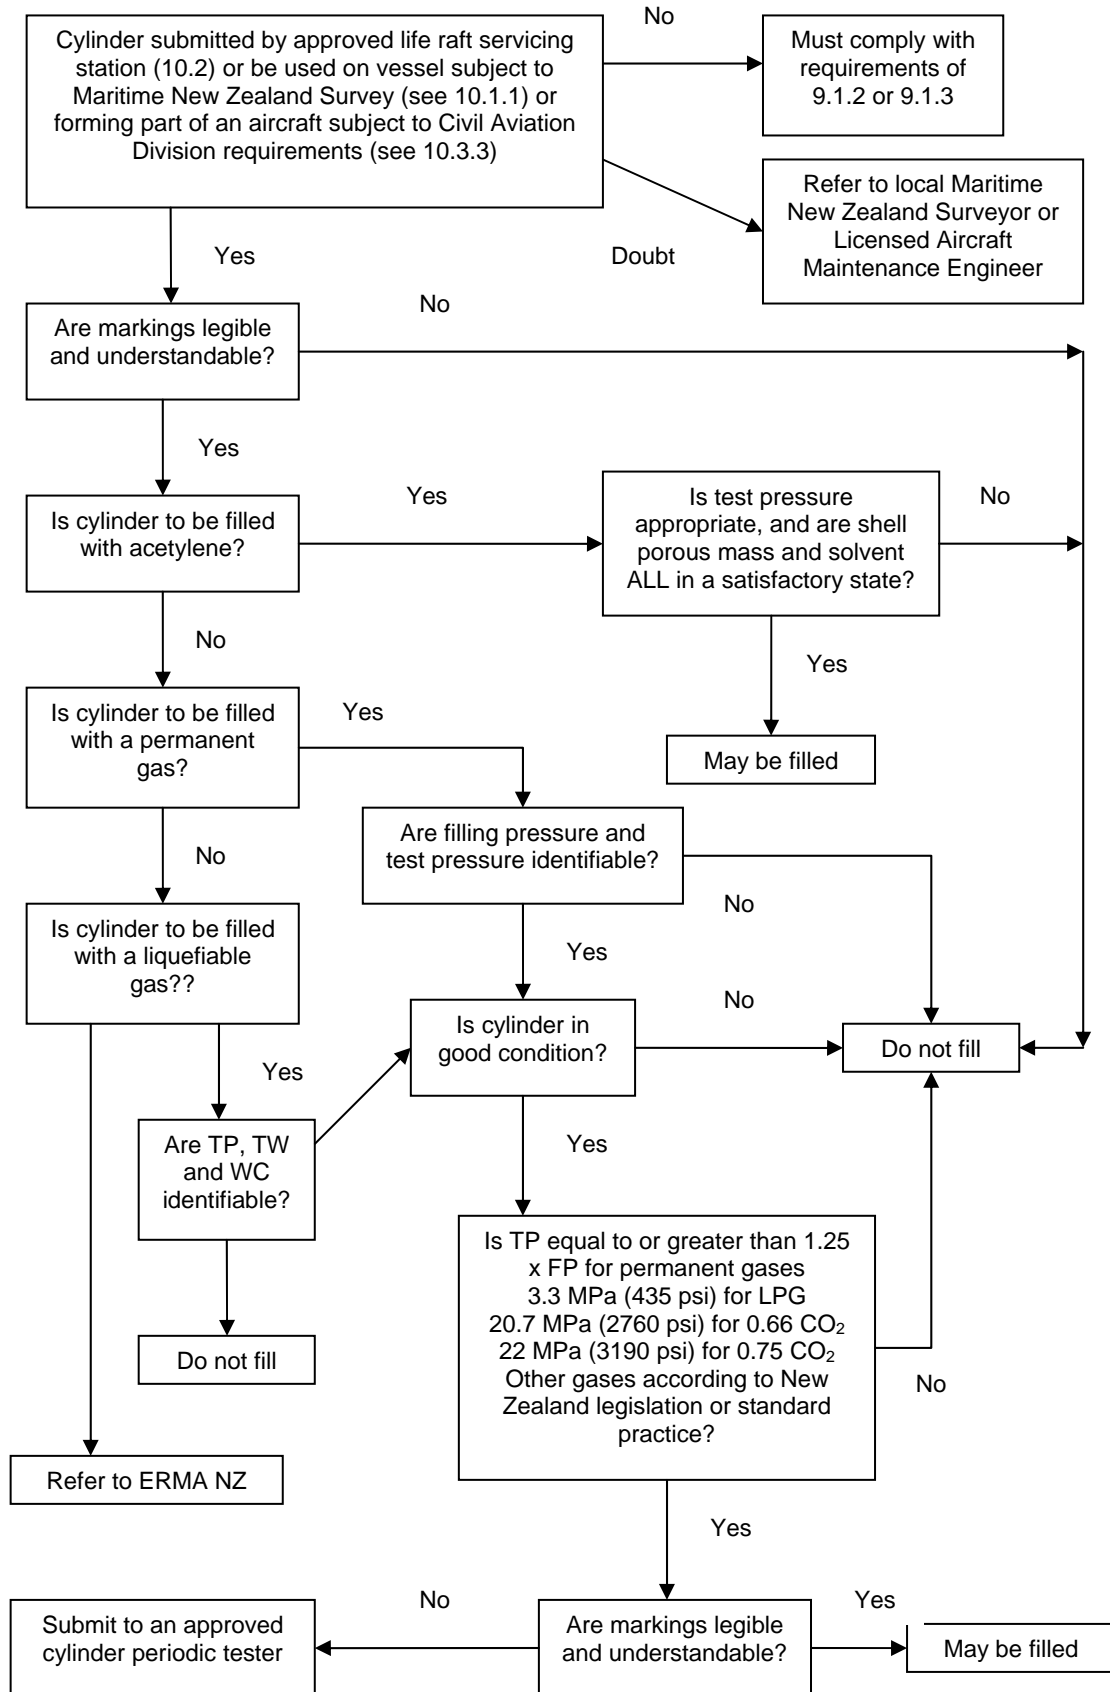 No
Cylinder submitted by approved life raft servicing
station (10.2) or be used on vessel subject to
Maritime New Zealand Survey (see 10.1.1) or
forming part of an aircraft subject to Civil Aviation
Division requirements (see 10.3.3)
Must comply with
requirements of
9.1.2 or 9.1.3
Refer to local Maritime
New Zealand Surveyor or
Licensed Aircraft
Maintenance Engineer
Yes
Doubt
No
Are markings legible
and understandable?
Yes
Yes
Is test pressure
appropriate, and are shell
porous mass and solvent
ALL in a satisfactory state?
No
Is cylinder to be filled
with acetylene?
No
Yes
Is cylinder to be filled
with a permanent
gas?
Yes
May be filled
Are filling pressure and
test pressure identifiable?
No
No
Is cylinder to be filled
with a liquefiable
gas??
Yes
No
Is cylinder in
good condition?
Do not fill
Yes
Are TP, TW
and WC
identifiable?
Yes
Is TP equal to or greater than 1.25
x FP for permanent gases
3.3 MPa (435 psi) for LPG
20.7 MPa (2760 psi) for 0.66 CO₂
22 MPa (3190 psi) for 0.75 CO₂
Other gases according to New
Zealand legislation or standard
practice?
Do not fill
No
Refer to ERMA NZ
Yes
No
Yes
Submit to an approved
cylinder periodic tester
Are markings legible
and understandable?
May be filled